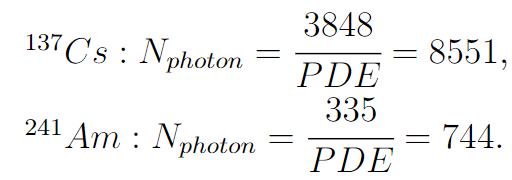 ¹³⁷Cs : N_photon = 3848 / PDE = 8551,
²⁴¹Am : N_photon = 335 / PDE = 744.